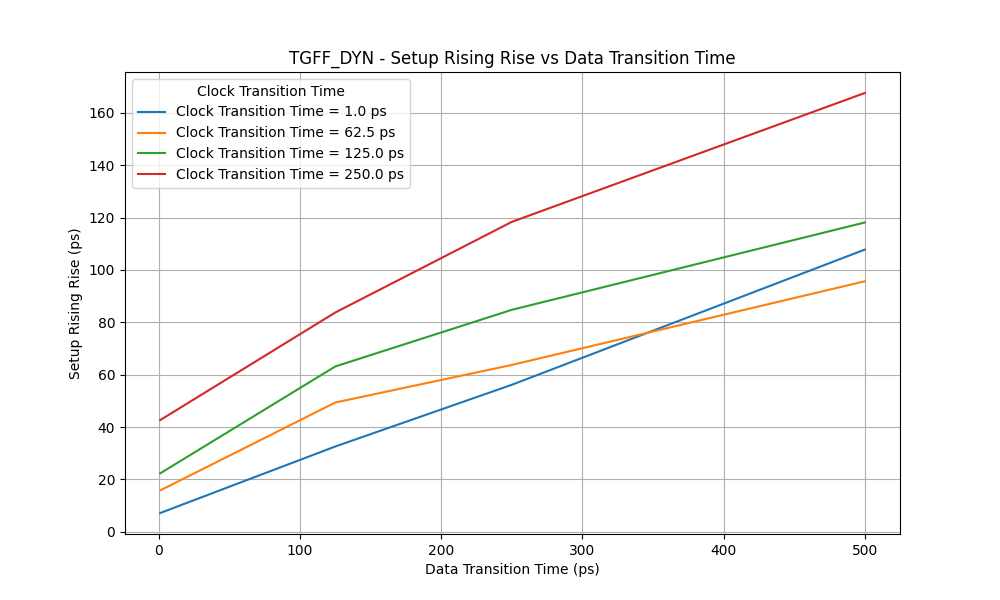 TGFF_DYN - Setup Rising Rise vs Data Transition Time
Clock Transition Time
Clock Transition Time = 1.0 ps
Clock Transition Time = 62.5 ps
Clock Transition Time = 125.0 ps
Clock Transition Time = 250.0 ps
Setup Rising Rise (ps)
160
140
120
100
80
60
40
20
0
0 100 200 300 400 500
Data Transition Time (ps)